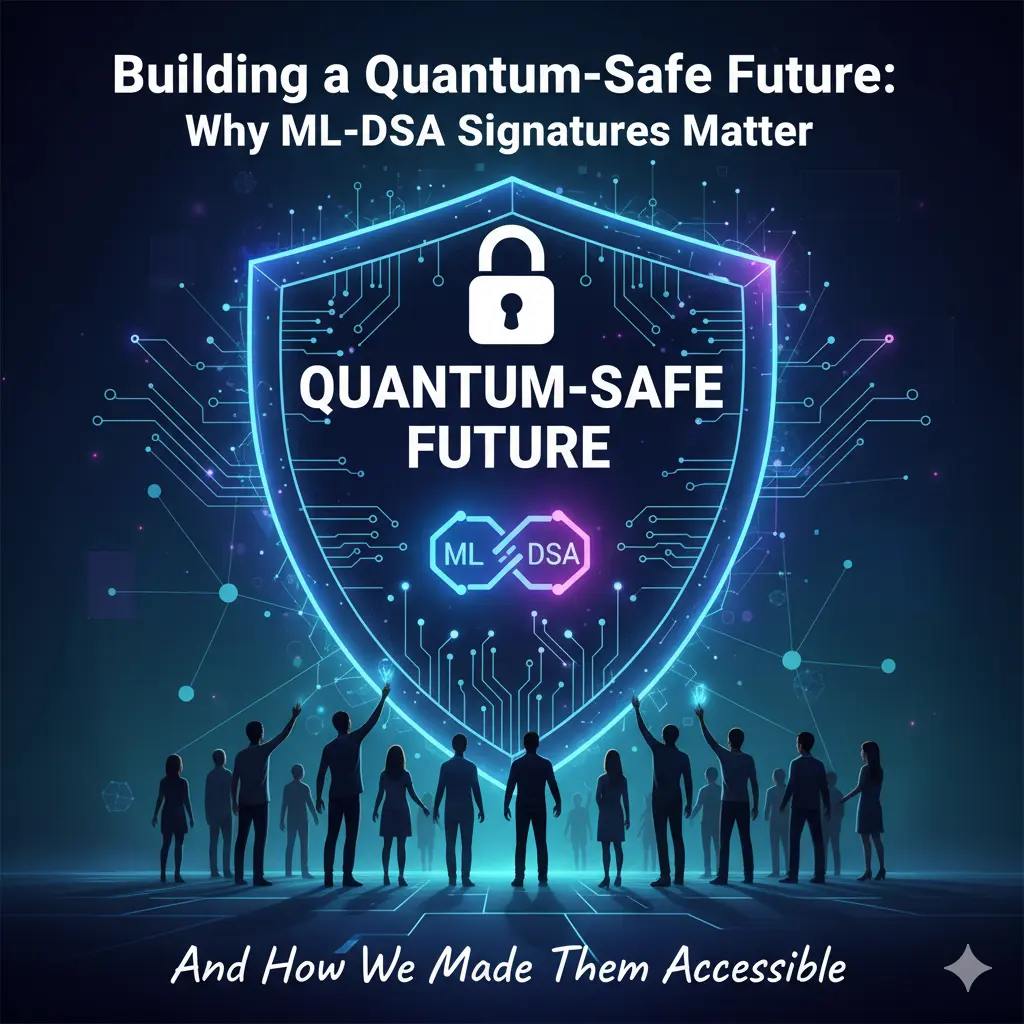 Building a Quantum-Safe Future:
Why ML-DSA Signatures Matter
QUANTUM-SAFE
FUTURE
ML DSA
And How We Made Them Accessible